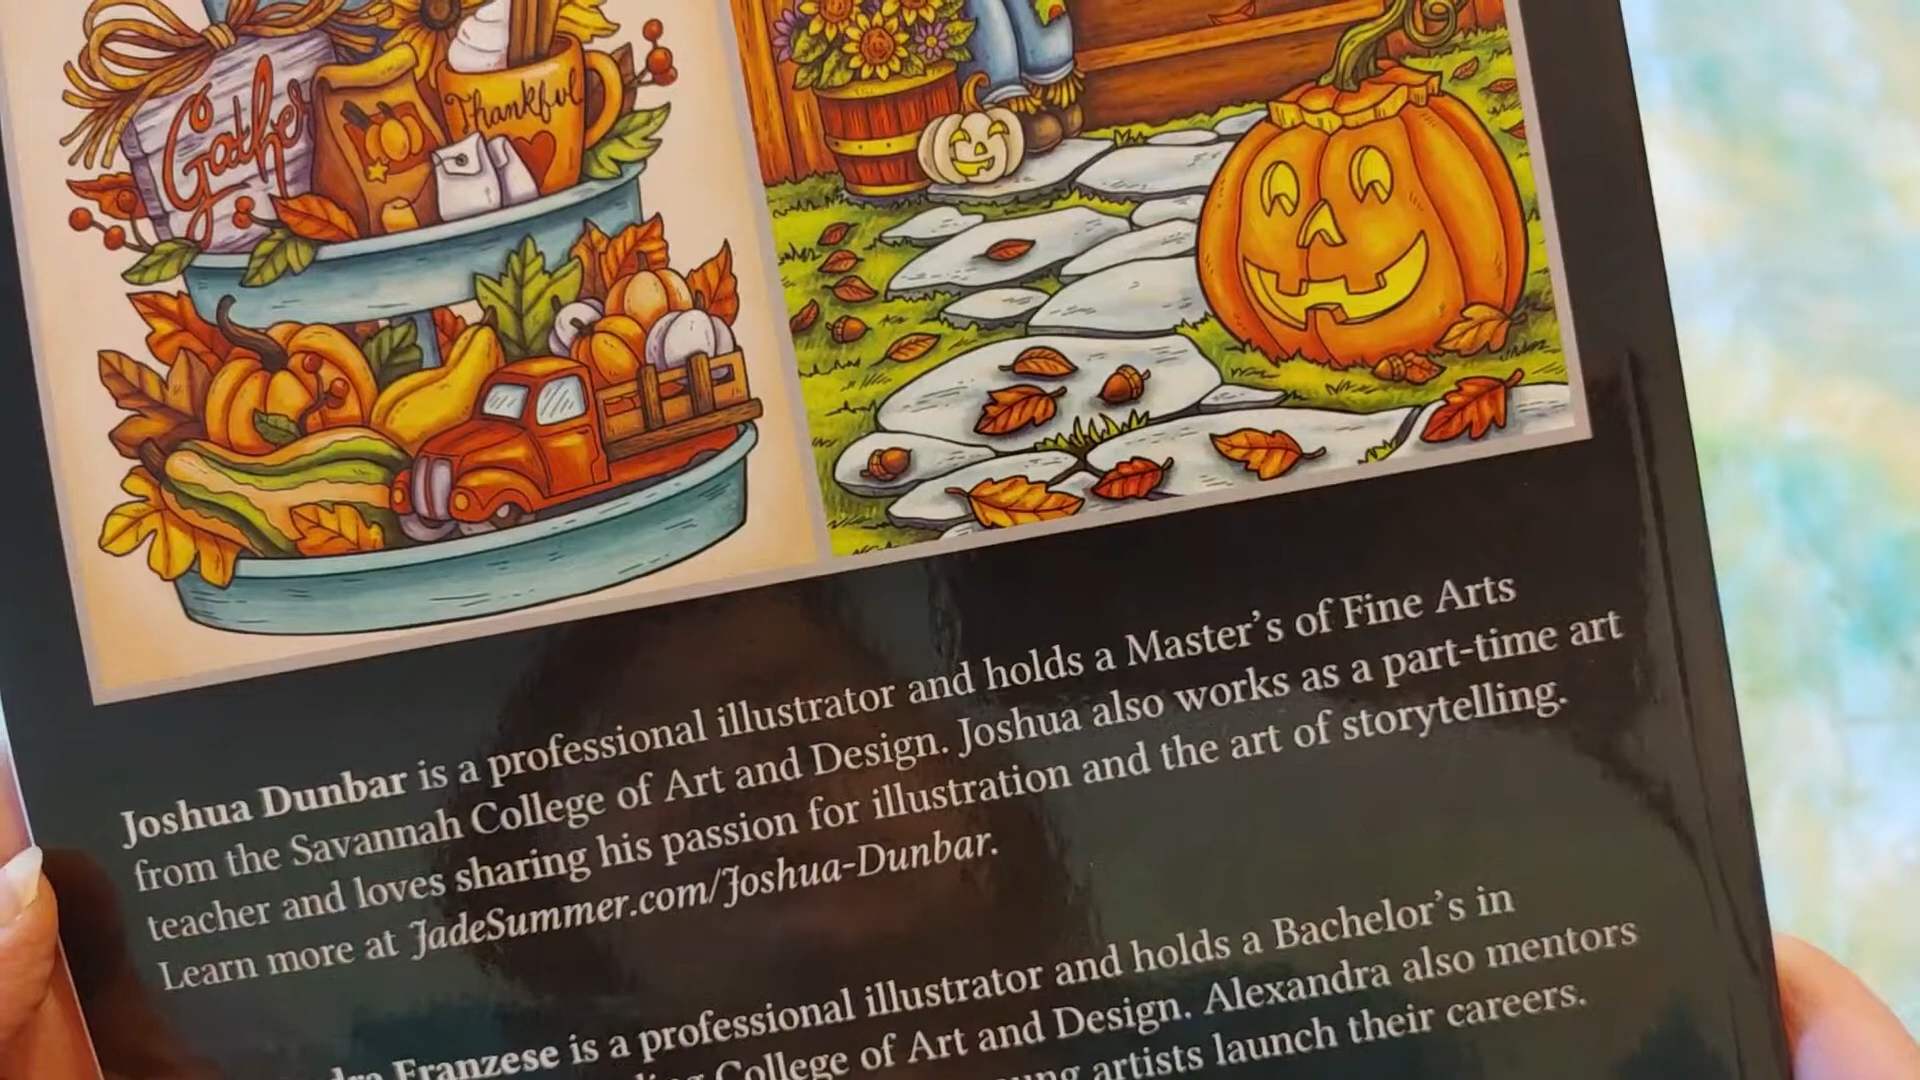 Gather
Thankful
Joshua Dunbar is a professional illustrator and holds a Master's of Fine Arts
from the Savannah College of Art and Design. Joshua also works as a part-time art
teacher and loves sharing his passion for illustration and the art of storytelling.
Learn more at JadeSummer.com/Joshua-Dunbar.
Franzese is a professional illustrator and holds a Bachelor's in
College of Art and Design. Alexandra also mentors
artists launch their careers.